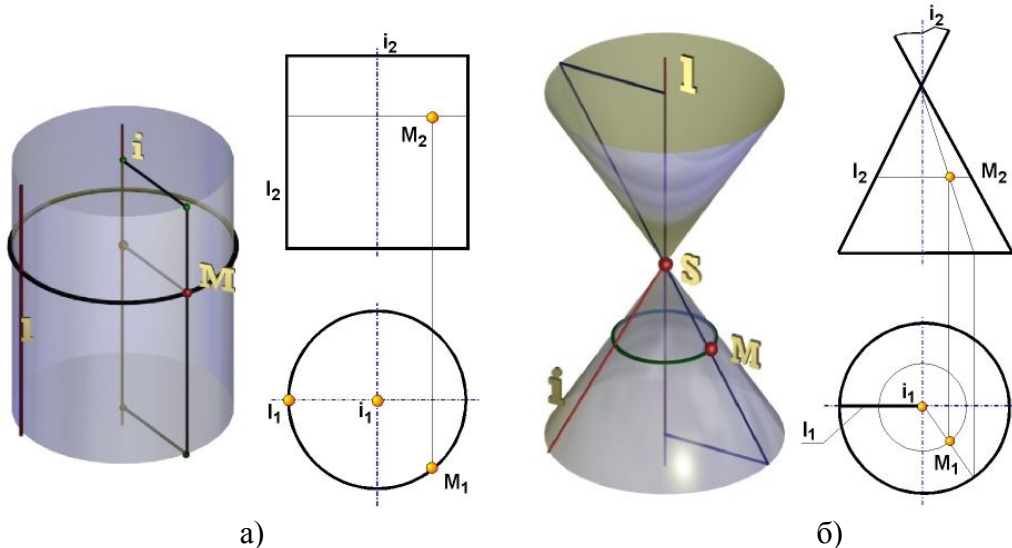 i
M
l
i₂
M₂
l₂
l₁
i₁
M₁
а)
l
S
M
i
i₂
l₂
M₂
i₁
l₁
M₁
б)